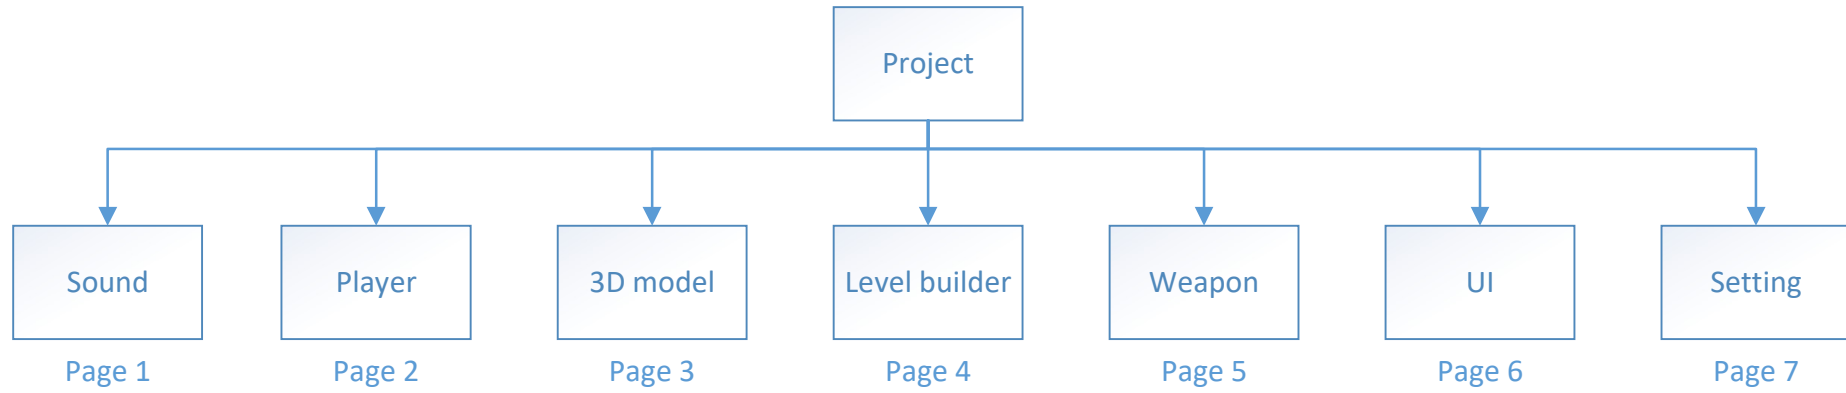 Project
Sound
Player
3D model
Level builder
Weapon
UI
Setting
Page 1
Page 2
Page 3
Page 4
Page 5
Page 6
Page 7